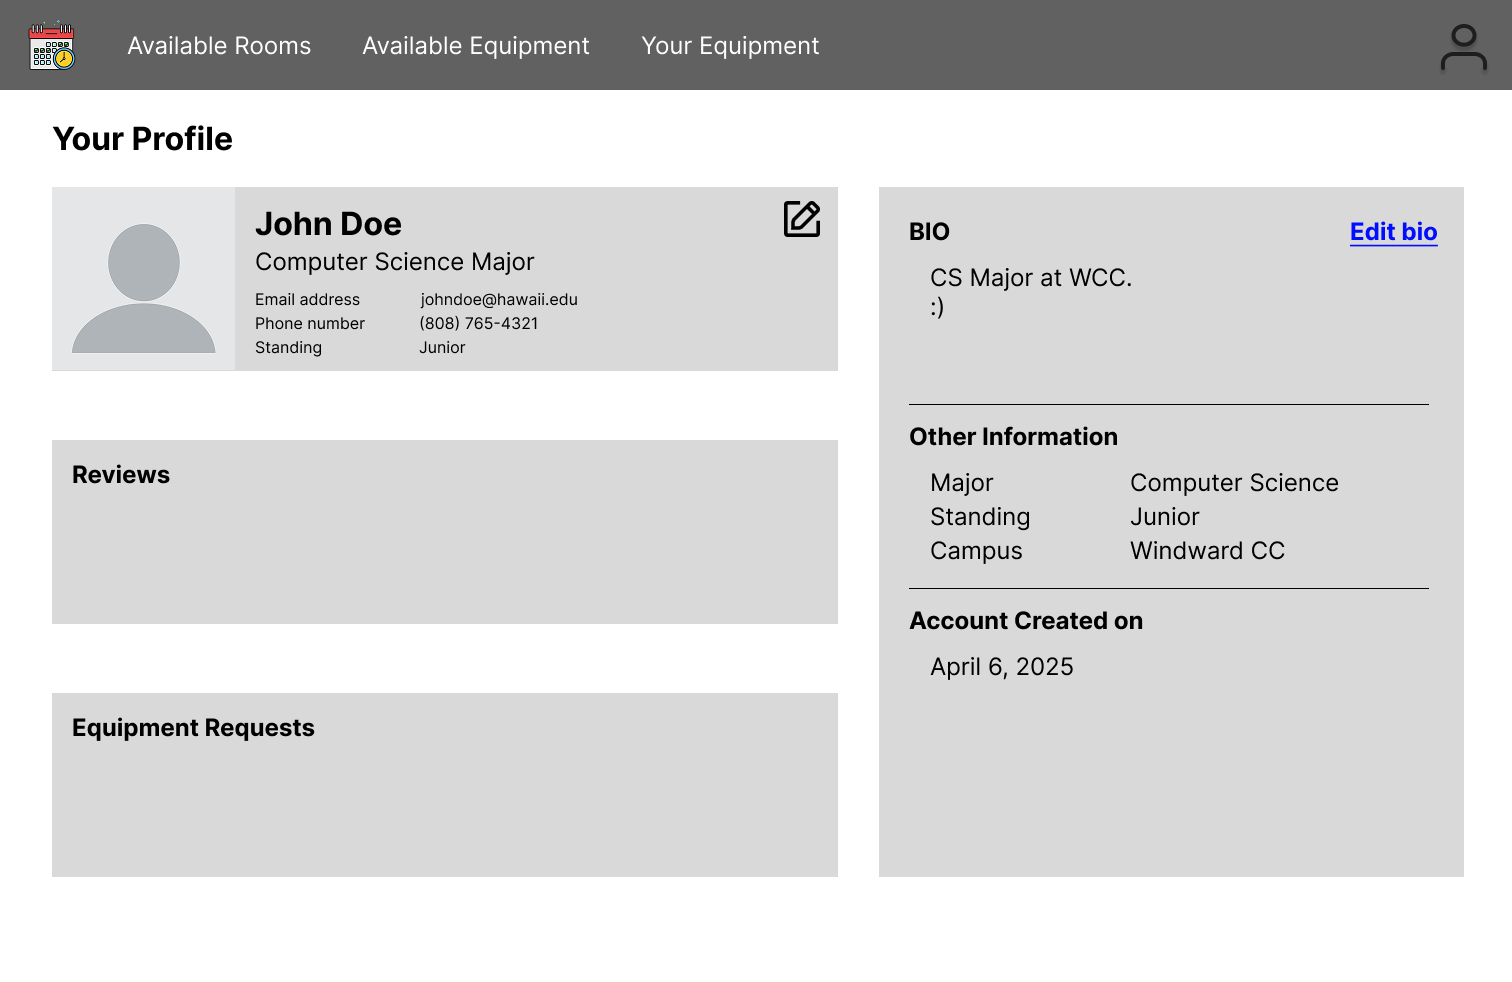 Available Rooms Available Equipment Your Equipment
Your Profile
John Doe
Computer Science Major
Email address johndoe@hawaii.edu
Phone number (808) 765-4321
Standing Junior
Reviews
Equipment Requests
BIO Edit bio
CS Major at WCC.
:)
Other Information
Major Computer Science
Standing Junior
Campus Windward CC
Account Created on
April 6, 2025